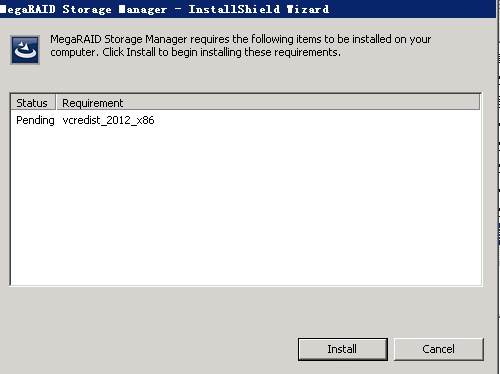 MegaRAID Storage Manager - InstallShield Wizard
MegaRAID Storage Manager requires the following items to be installed on your
computer. Click Install to begin installing these requirements.
Status Requirement
Pending vcredist_2012_x86
Install Cancel